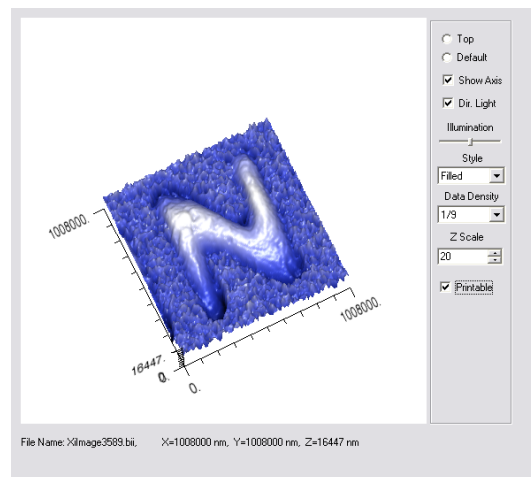 Top
Default
Show Axis
Dir. Light
Illumination
Style
Filled
Data Density
1/9
Z Scale
20
Printable
N
1008000.
16447.
0.
0.
1008000.
File Name: XiImage3589.bii, X=1008000 nm, Y=1008000 nm, Z=16447 nm